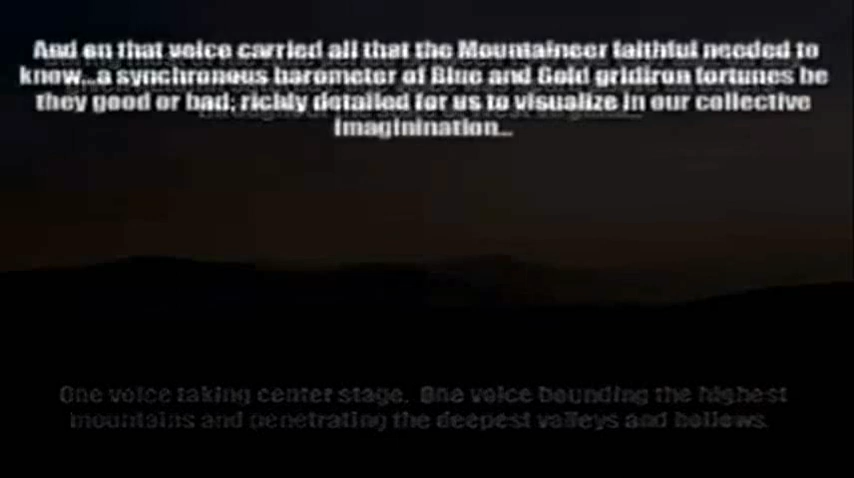 And on that voice carried all that the Mountaineer faithful needed to
know...a synchronous barometer of Blue and Gold gridiron fortunes be
they good or bad; richly detailed for us to visualize in our collective
imaginination...
One voice taking center stage. One voice bounding the highest
mountains and penetrating the deepest valleys and hollows.